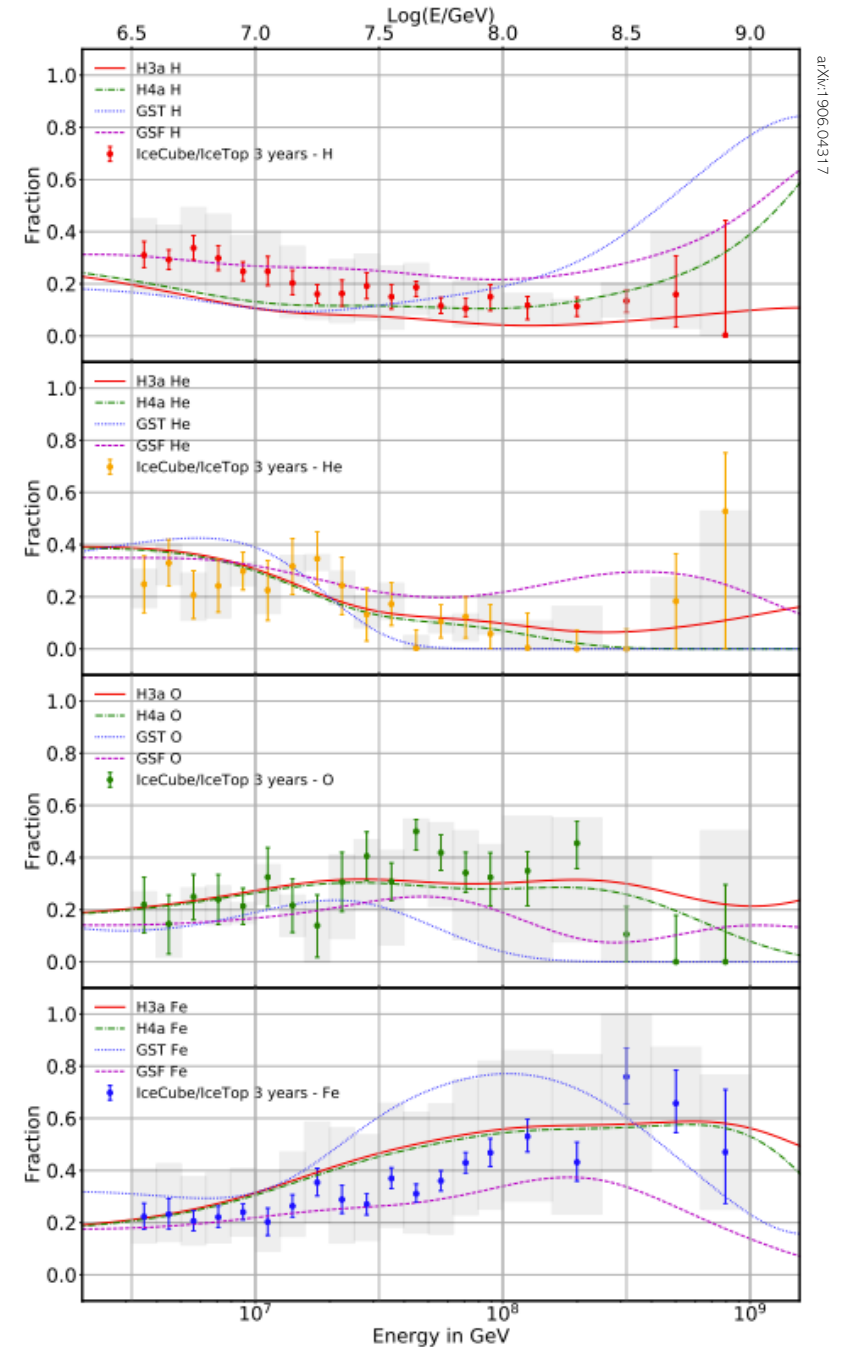 Log(E/GeV)
6.5 7.0 7.5 8.0 8.5 9.0
arXiv:1906.04317
H3a H
H4a H
GST H
GSF H
IceCube/IceTop 3 years - H
Fraction
1.0
0.8
0.6
0.4
0.2
0.0
H3a He
H4a He
GST He
GSF He
IceCube/IceTop 3 years - He
Fraction
1.0
0.8
0.6
0.4
0.2
0.0
H3a O
H4a O
GST O
GSF O
IceCube/IceTop 3 years - O
Fraction
1.0
0.8
0.6
0.4
0.2
0.0
H3a Fe
H4a Fe
GST Fe
GSF Fe
IceCube/IceTop 3 years - Fe
Fraction
1.0
0.8
0.6
0.4
0.2
0.0
10⁷ 10⁸ 10⁹
Energy in GeV